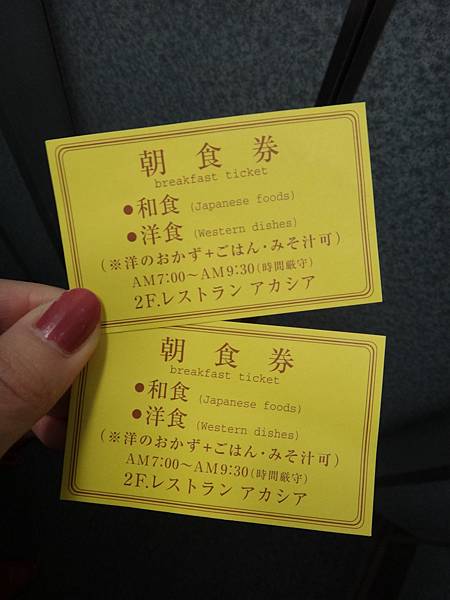 朝食券
breakfast ticket
●和食 (Japanese foods)
●洋食 (Western dishes)
(※洋のおかず+ごはん・みそ汁可)
AM7:00〜AM9:30(時間厳守)
2F.レストラン アカシア
朝食券
breakfast ticket
●和食 (Japanese foods)
●洋食 (Western dishes)
(※洋のおかず+ごはん・みそ汁可)
AM7:00〜AM9:30(時間厳守)
2F.レストラン アカシア